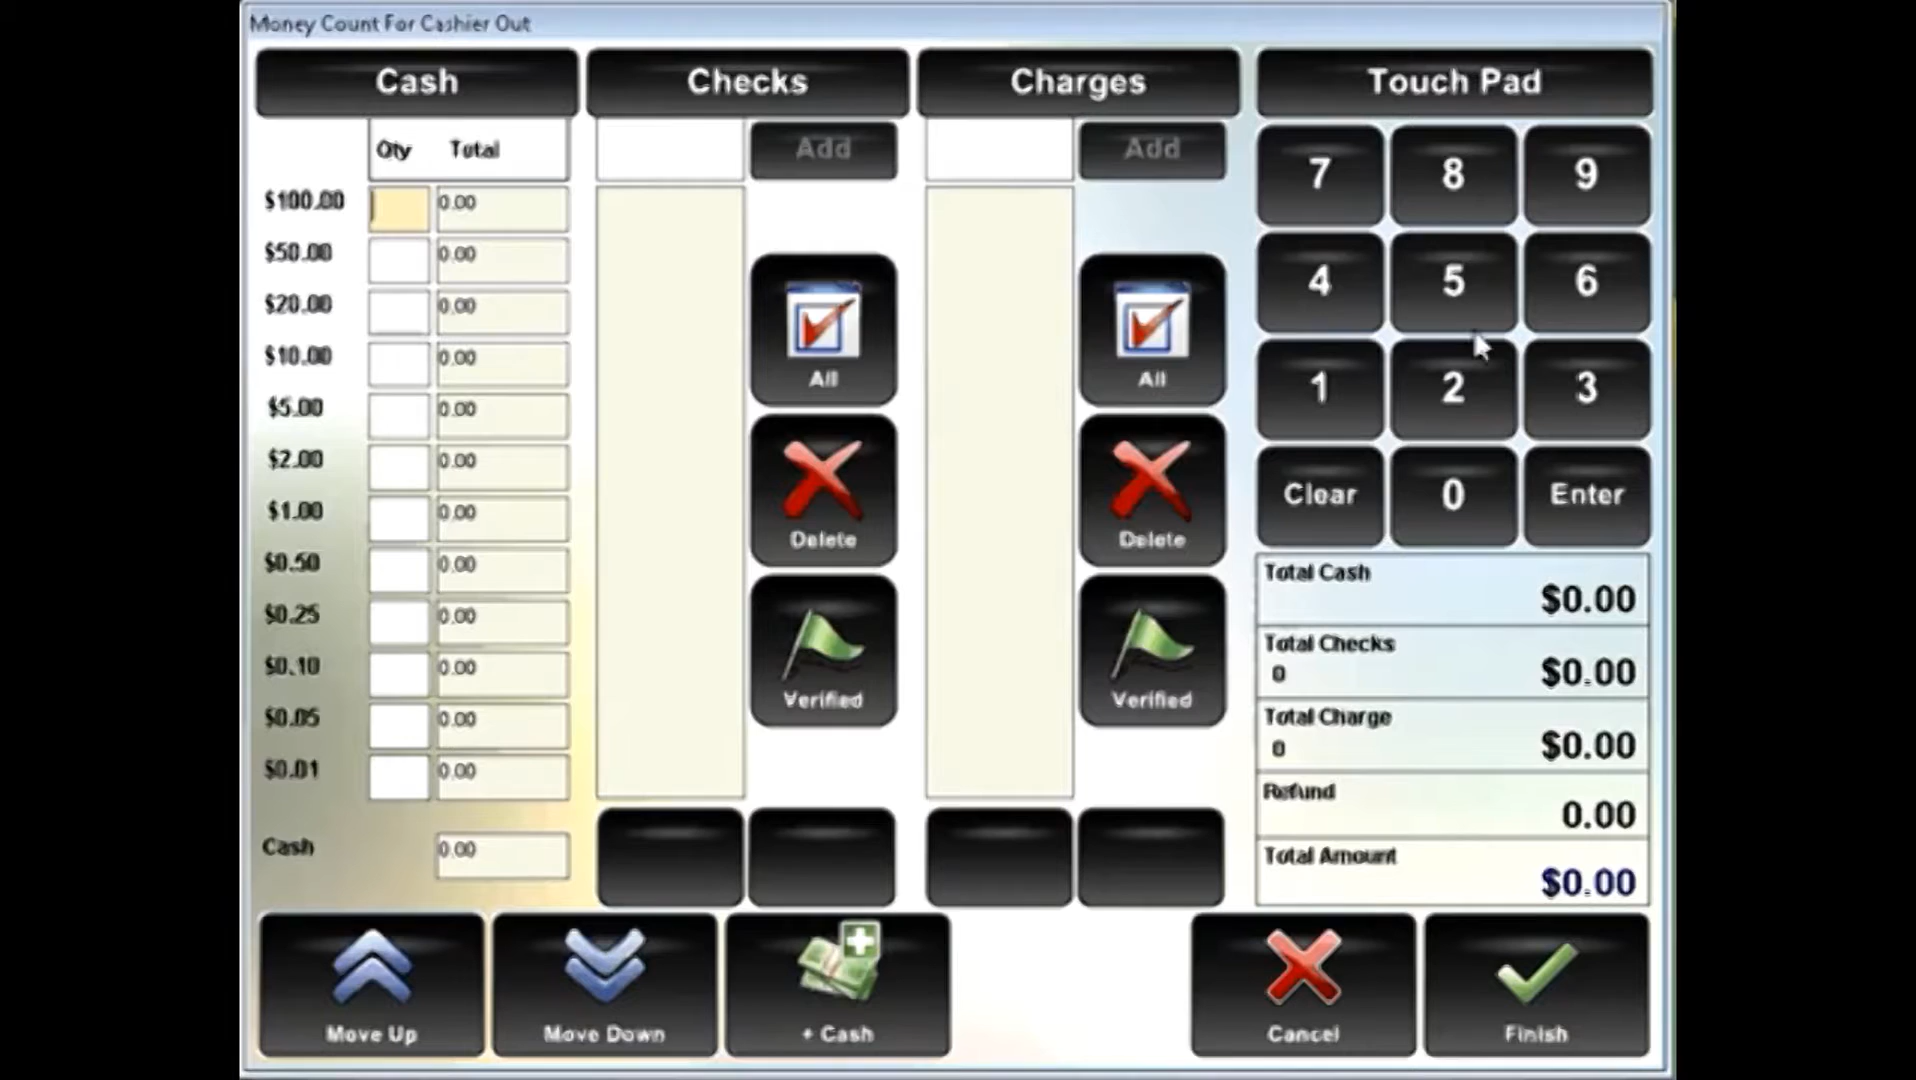 Money Count For Cashier Out
Cash Checks Charges Touch Pad
Qty Total Add Add
$100.00 0.00
$50.00 0.00
$20.00 0.00
$10.00 0.00
$5.00 0.00
$2.00 0.00
$1.00 0.00
$0.50 0.00
$0.25 0.00
$0.10 0.00
$0.05 0.00
$0.01 0.00
Cash 0.00
All
Delete
Verified
All
Delete
Verified
7 8 9
4 5 6
1 2 3
Clear 0 Enter
Total Cash
$0.00
Total Checks
0 $0.00
Total Charge
0 $0.00
Refund
0.00
Total Amount
$0.00
Move Up Move Down + Cash Cancel Finish